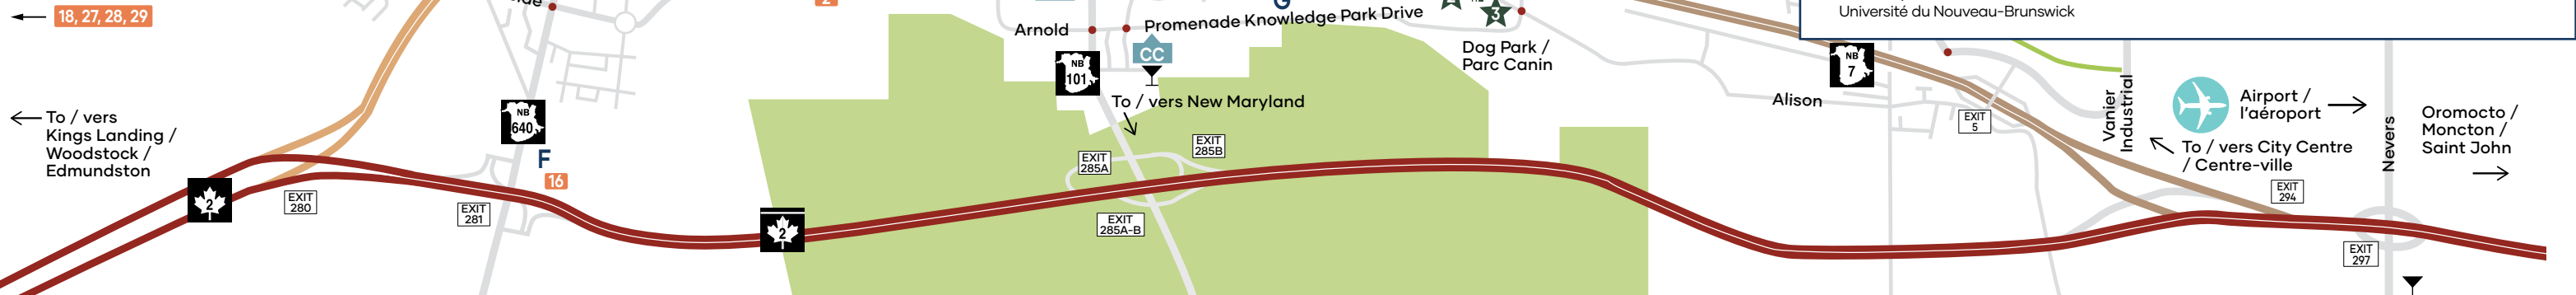 18, 27, 28, 29
To / vers
Kings Landing /
Woodstock /
Edmundston
2
EXIT
280
NB
640
F
16
EXIT
281
2
2
Arnold
Promenade Knowledge Park Drive
CC
NB
101
To / vers New Maryland
EXIT
285A
EXIT
285B
EXIT
285A-B
G
3
Dog Park /
Parc Canin
Université du Nouveau-Brunswick
NB
7
Alison
EXIT
5
Vanier
Industrial
Airport /
l'aéroport
To / vers City Centre
/ Centre-ville
EXIT
294
Nevers
EXIT
297
Oromocto /
Moncton /
Saint John